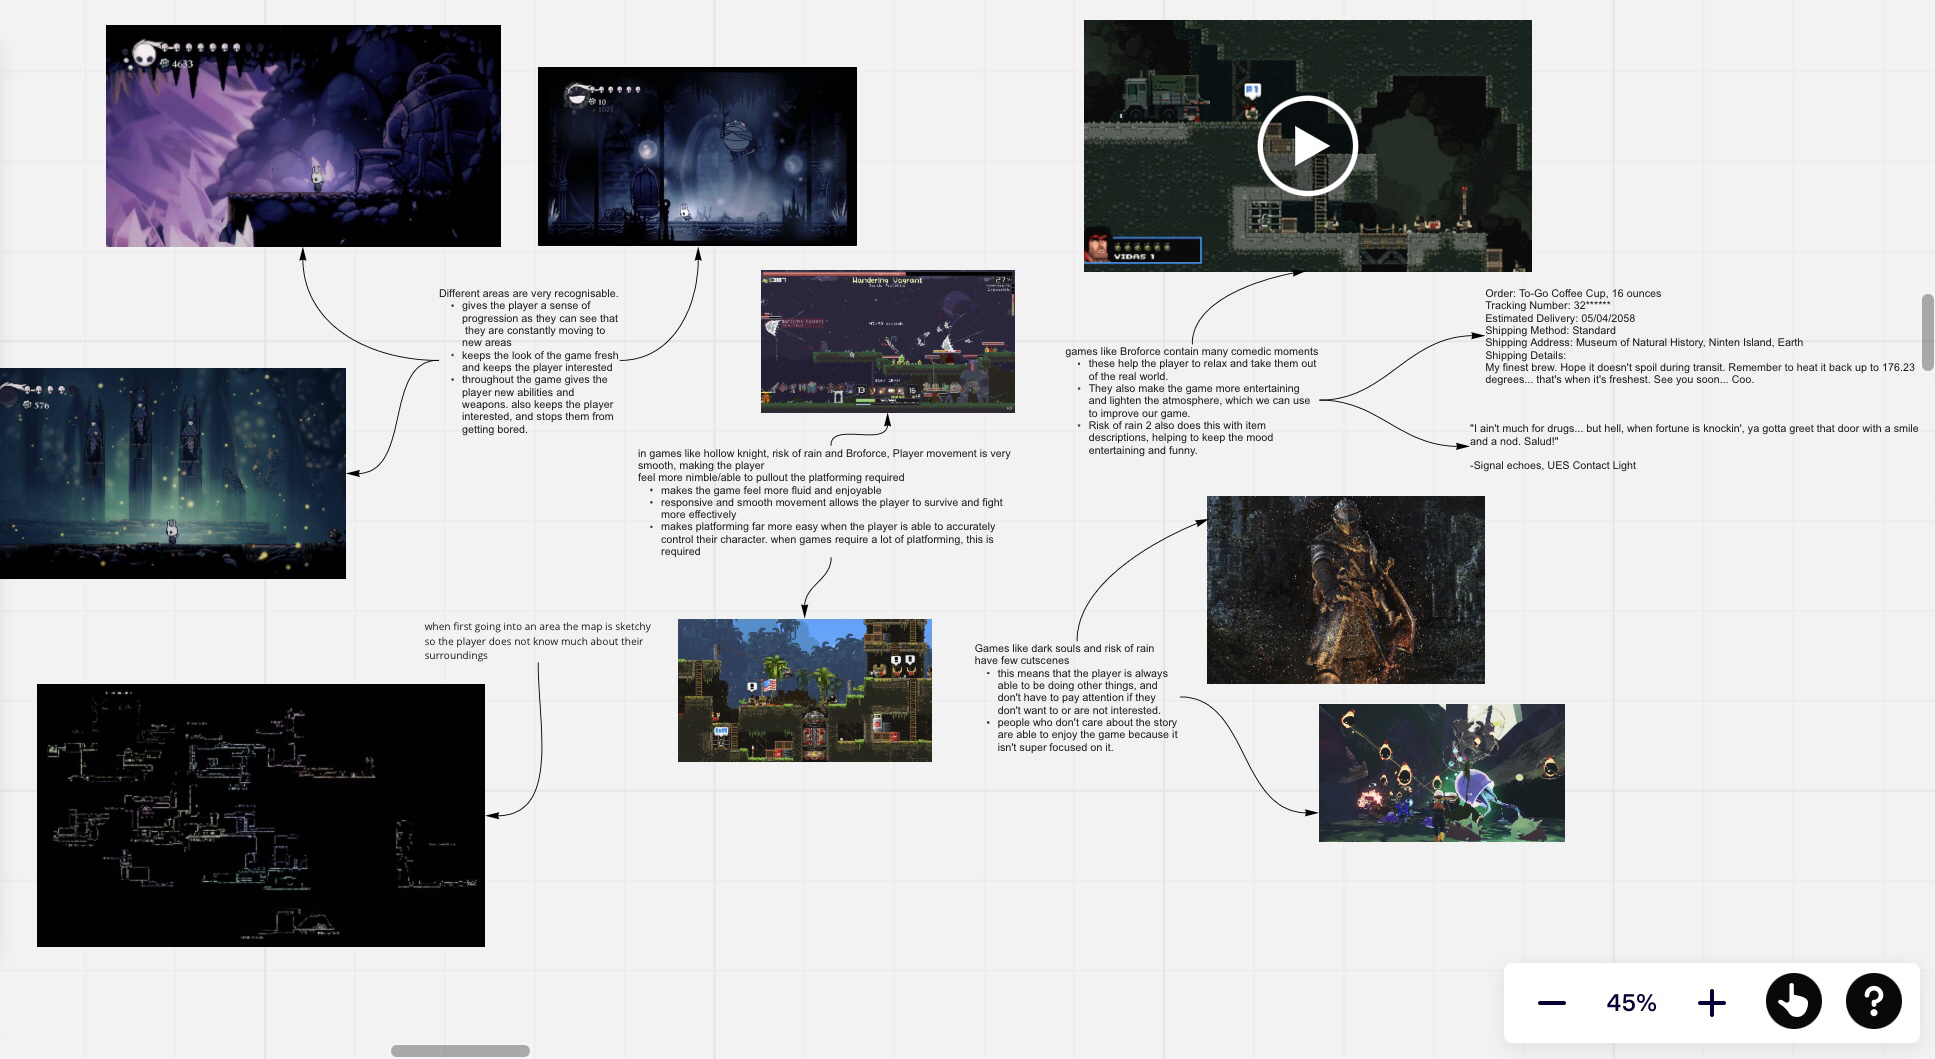 4633
10
P1
VIDAS 1
Different areas are very recognisable.
• gives the player a sense of
progression as they can see that
they are constantly moving to
new areas
• keeps the look of the game fresh
and keeps the player interested
• throughout the game gives the
player new abilities and
weapons. also keeps the player
interested, and stops them from
getting bored.
576
Wandering Vagrant
in games like hollow knight, risk of rain and Broforce, Player movement is very
smooth, making the player
feel more nimble/able to pullout the platforming required
• makes the game feel more fluid and enjoyable
• responsive and smooth movement allows the player to survive and fight
more effectively
• makes platforming far more easy when the player is able to accurately
control their character. when games require a lot of platforming, this is
required
games like Broforce contain many comedic moments
• these help the player to relax and take them out
of the real world.
• They also make the game more entertaining
and lighten the atmosphere, which we can use
to improve our game.
• Risk of rain 2 also does this with item
descriptions, helping to keep the mood
entertaining and funny.
Order: To-Go Coffee Cup, 16 ounces
Tracking Number: 32******
Estimated Delivery: 05/04/2058
Shipping Method: Standard
Shipping Address: Museum of Natural History, Ninten Island, Earth
Shipping Details:
My finest brew. Hope it doesn't spoil during transit. Remember to heat it back up to 176.23
degrees... that's when it's freshest. See you soon... Coo.
"I ain't much for drugs... but hell, when fortune is knockin', ya gotta greet that door with a smile
and a nod. Salud!"
-Signal echoes, UES Contact Light
when first going into an area the map is sketchy
so the player does not know much about their
surroundings
Games like dark souls and risk of rain
have few cutscenes
• this means that the player is always
able to be doing other things, and
don't have to pay attention if they
don't want to or are not interested.
• people who don't care about the story
are able to enjoy the game because it
isn't super focused on it.
45%
?